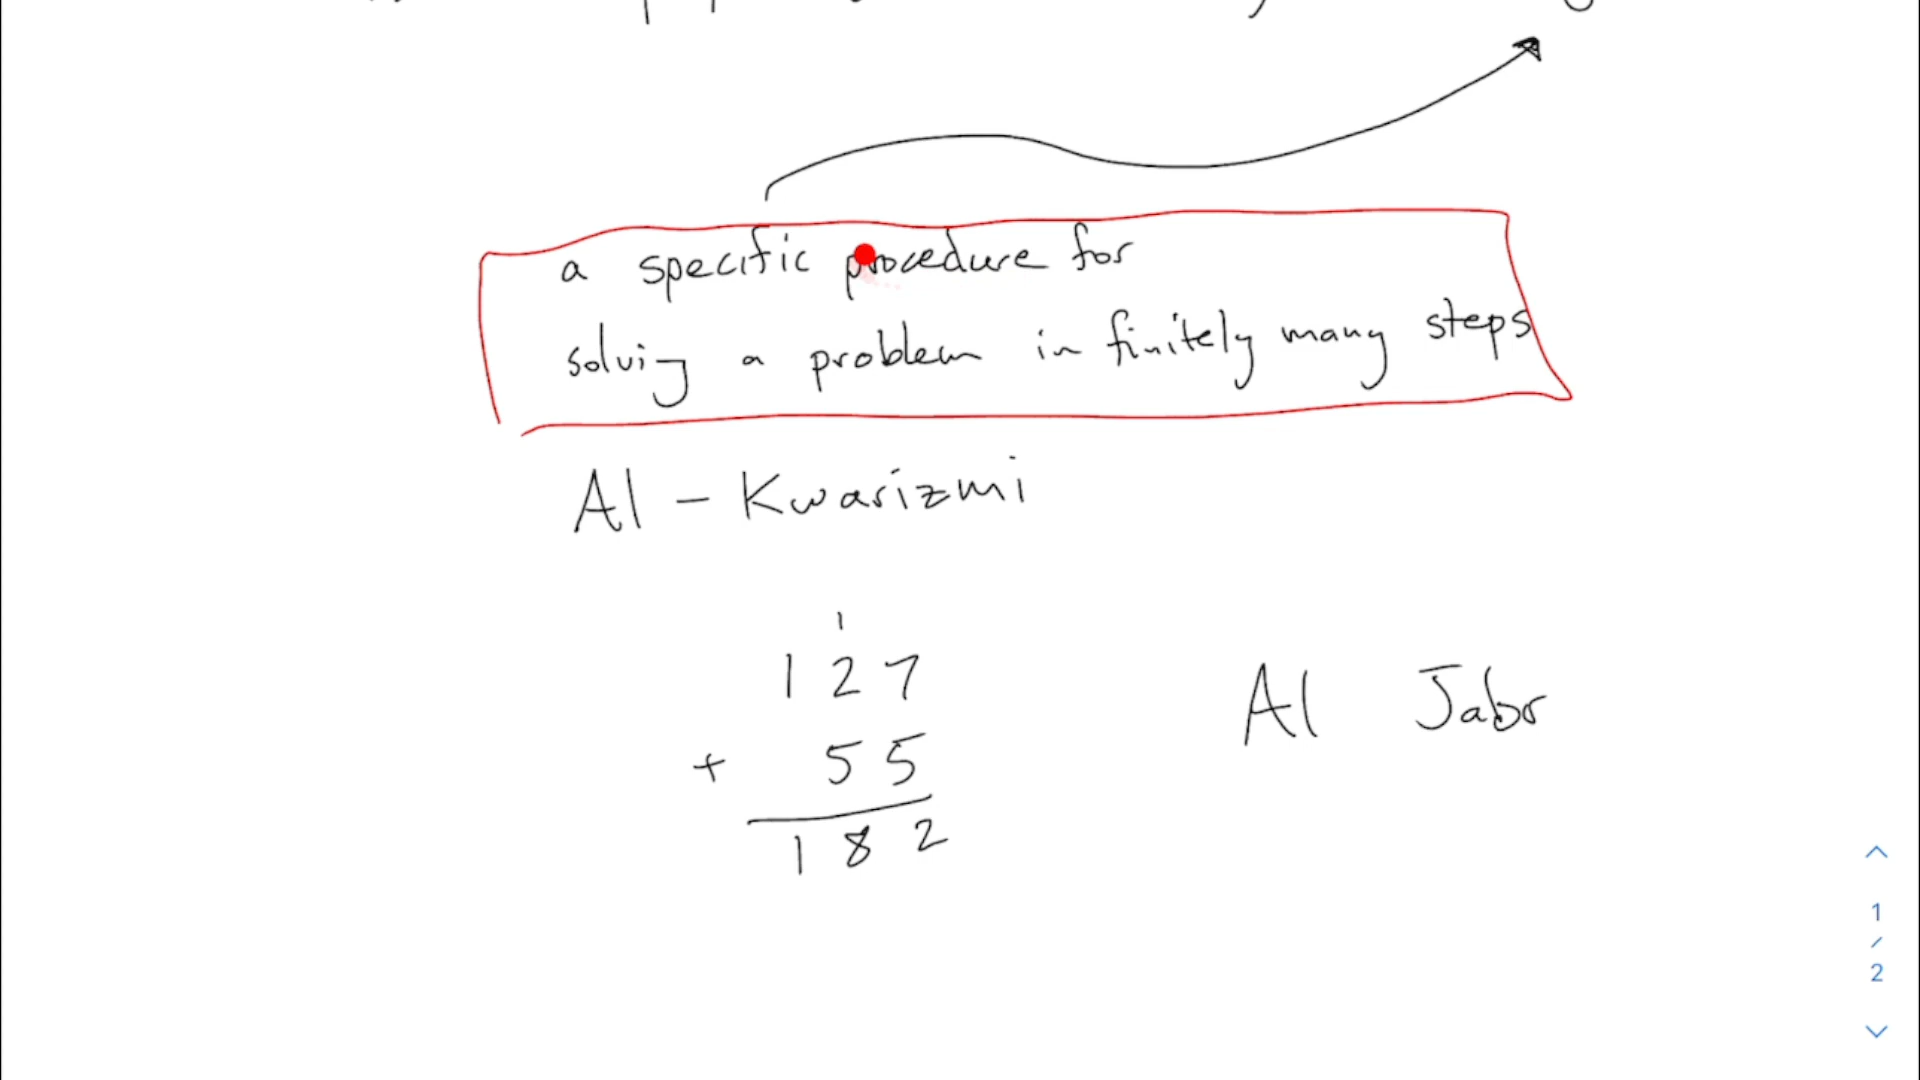 a specific procedure for
solving a problem in finitely many steps
Al - Kwarizmi
1
127
+ 55
182
Al Jabr
1
/
2